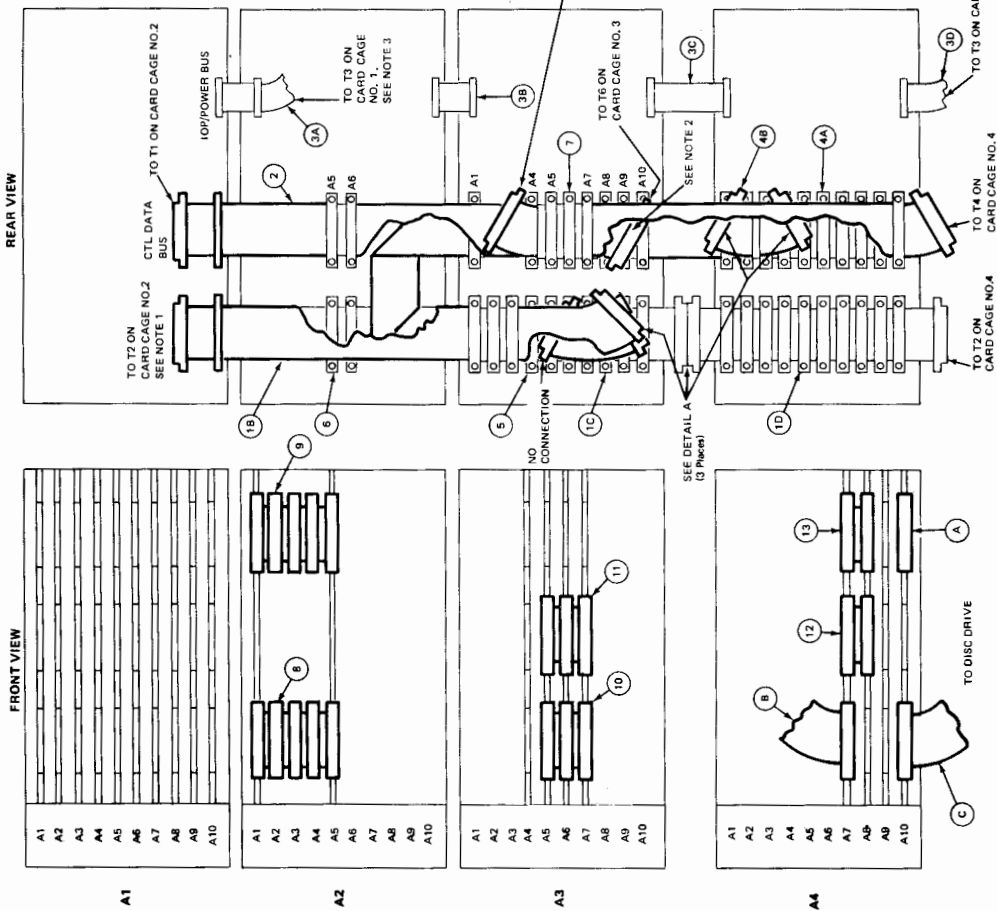 REAR VIEW
TO T2 ON
CARD CAGE NO.2
SEE NOTE 1
CTL DATA
BUS
TO T1 ON CARD CAGE NO.2
IOP/POWER BUS
3A
TO T3 ON
CARD CAGE
NO. 1.
SEE NOTE 3
1B
2
6
A5
A6
3B
A1
A4
A5
7
A7
A8
A9
A10
TO T6 ON
CARD CAGE NO. 3
3C
SEE NOTE 2
5
NO
CONNECTION
1C
SEE DETAIL A
(3 Places)
4B
4A
1D
3D
TO T2 ON
CARD CAGE NO.4
TO T4 ON
CARD CAGE NO. 4
FRONT VIEW
A1
A1
A2
A3
A4
A5
A6
A7
A8
A9
A10
A2
A1
A2
A3
A4
A5
A6
A7
A8
A9
A10
8
9
A3
A1
A2
A3
A4
A5
A6
A7
A8
A9
A10
10
11
A4
A1
A2
A3
A4
A5
A6
A7
A8
A9
A10
B
12
13
A
C
TO DISC DRIVE
TO T3 ON